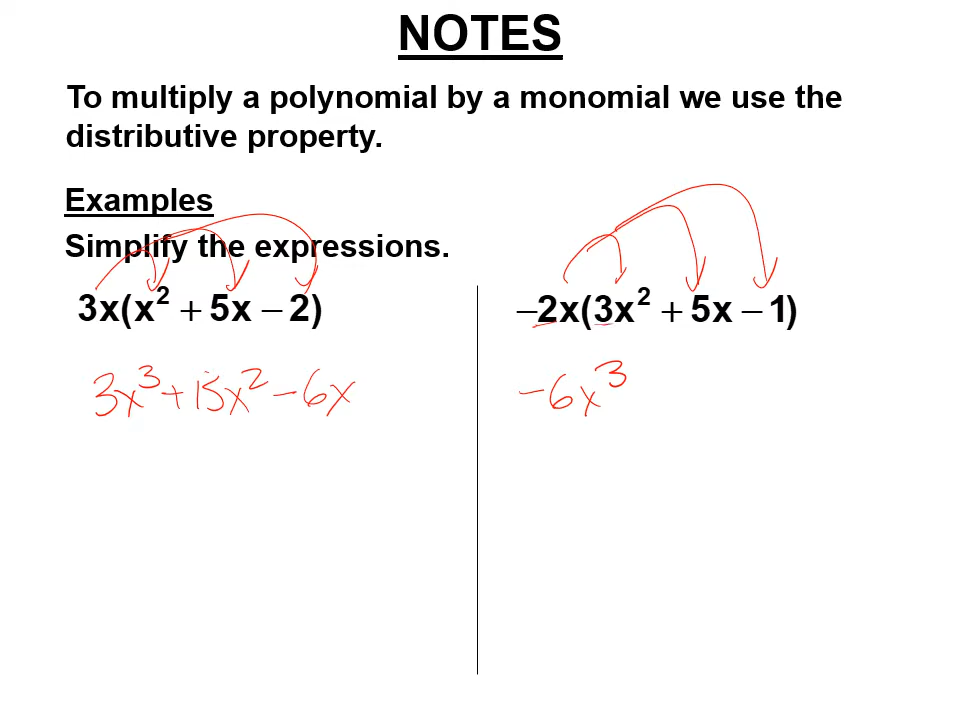 NOTES
To multiply a polynomial by a monomial we use the
distributive property.
Examples
Simplify the expressions.
3x(x² + 5x − 2)
3x³ + 15x² − 6x
−2x(3x² + 5x − 1)
−6x³